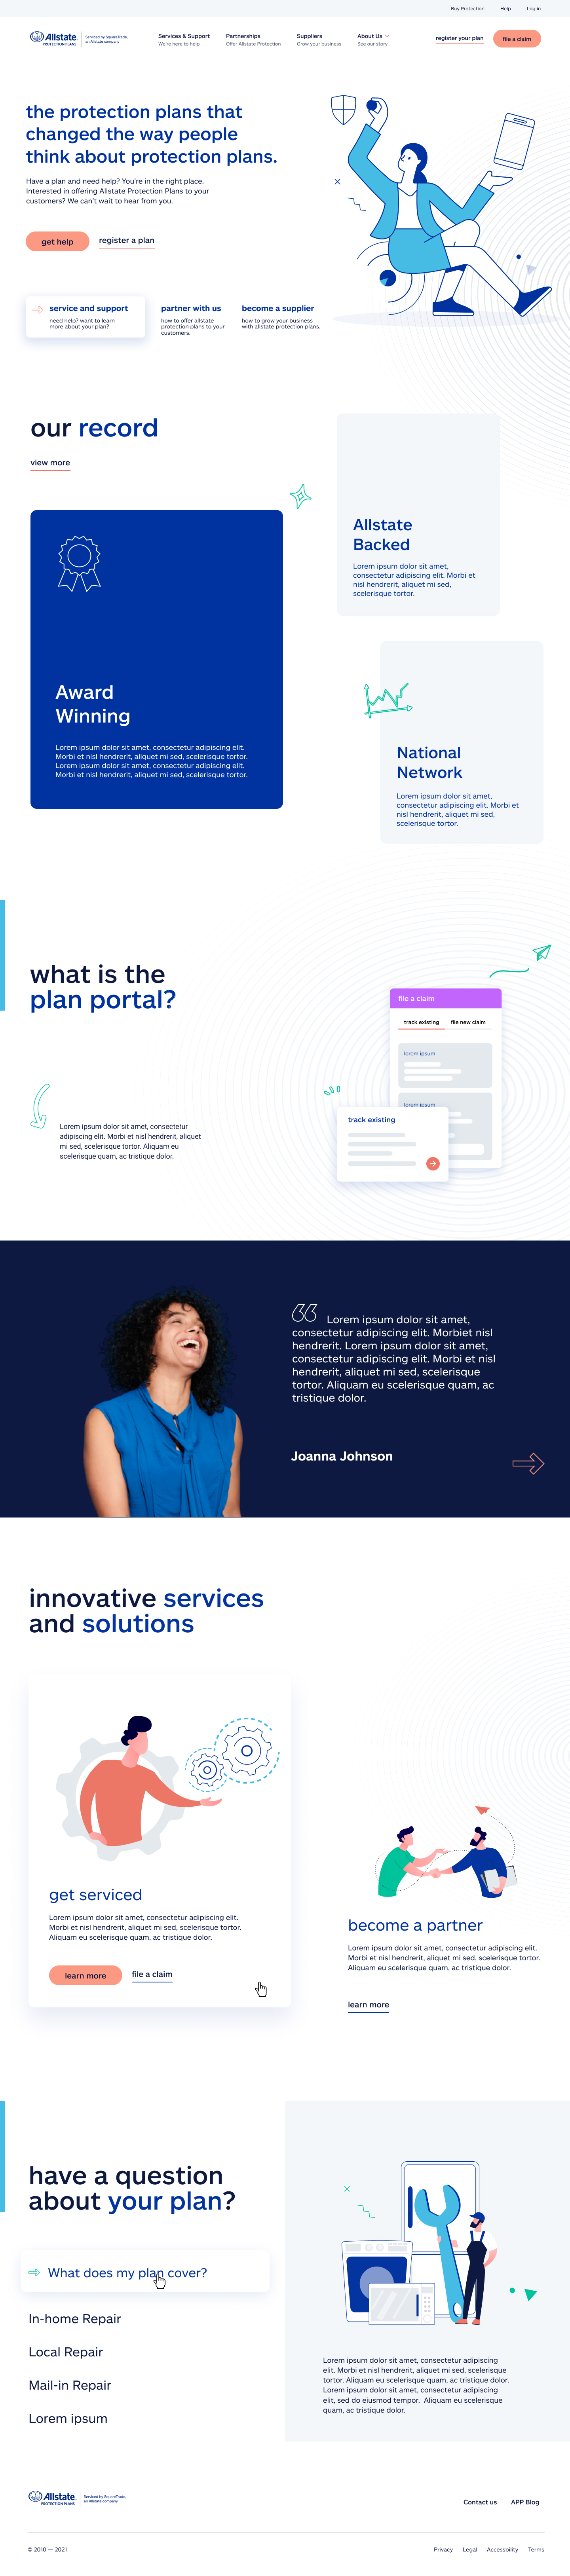 Buy Protection Help Log in
Allstate.
PROTECTION PLANS
Serviced by SquareTrade,
an Allstate company
Services & Support
We're here to help
Partnerships
Offer Allstate Protection
Suppliers
Grow your business
About Us
See our story
register your plan
file a claim
the protection plans that
changed the way people
think about protection plans.
Have a plan and need help? You're in the right place.
Interested in offering Allstate Protection Plans to your
customers? We can't wait to hear from you.
get help
register a plan
service and support
need help? want to learn
more about your plan?
partner with us
how to offer allstate
protection plans to your
customers.
become a supplier
how to grow your business
with allstate protection plans.
our record
view more
Allstate
Backed
Lorem ipsum dolor sit amet,
consectetur adipiscing elit. Morbi et
nisl hendrerit, aliquet mi sed,
scelerisque tortor.
Award
Winning
Lorem ipsum dolor sit amet, consectetur adipiscing elit.
Morbi et nisl hendrerit, aliquet mi sed, scelerisque tortor.
Lorem ipsum dolor sit amet, consectetur adipiscing elit.
Morbi et nisl hendrerit, aliquet mi sed, scelerisque tortor.
National
Network
Lorem ipsum dolor sit amet,
consectetur adipiscing elit. Morbi et
nisl hendrerit, aliquet mi sed,
scelerisque tortor.
what is the
plan portal?
file a claim
track existing file new claim
lorem ipsum
lorem ipsum
track existing
Lorem ipsum dolor sit amet, consectetur
adipiscing elit. Morbi et nisl hendrerit, aliquet
mi sed, scelerisque tortor. Aliquam eu
scelerisque quam, ac tristique dolor.
Lorem ipsum dolor sit amet,
consectetur adipiscing elit. Morbiet nisl
hendrerit. Lorem ipsum dolor sit amet,
consectetur adipiscing elit. Morbi et nisl
hendrerit, aliquet mi sed, scelerisque
tortor. Aliquam eu scelerisque quam, ac
tristique dolor.
Joanna Johnson
innovative services
and solutions
get serviced
Lorem ipsum dolor sit amet, consectetur adipiscing elit.
Morbi et nisl hendrerit, aliquet mi sed, scelerisque tortor.
Aliquam eu scelerisque quam, ac tristique dolor.
learn more
file a claim
become a partner
Lorem ipsum dolor sit amet, consectetur adipiscing elit.
Morbi et nisl hendrerit, aliquet mi sed, scelerisque tortor.
Aliquam eu scelerisque quam, ac tristique dolor.
learn more
have a question
about your plan?
What does my plan cover?
In-home Repair
Local Repair
Mail-in Repair
Lorem ipsum
Lorem ipsum dolor sit amet, consectetur adipiscing
elit. Morbi et nisl hendrerit, aliquet mi sed, scelerisque
tortor. Aliquam eu scelerisque quam, ac tristique dolor.
Lorem ipsum dolor sit amet, consectetur adipiscing
elit, sed do eiusmod tempor. Aliquam eu scelerisque
quam, ac tristique dolor.
Allstate.
PROTECTION PLANS
Serviced by SquareTrade,
an Allstate company
Contact us APP Blog
© 2010 — 2021
Privacy Legal Accessbility Terms